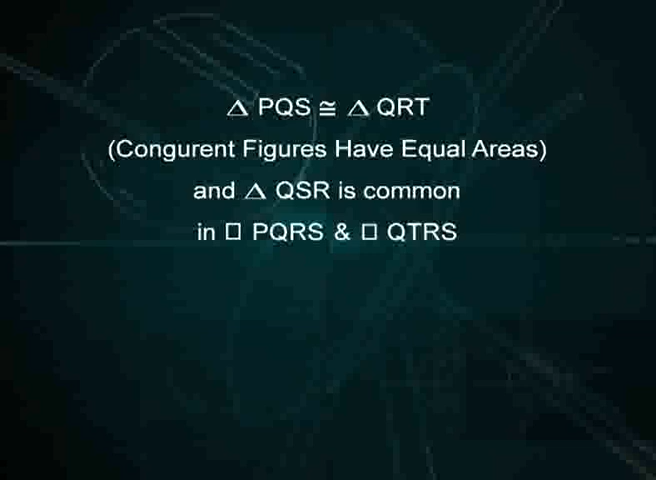 Δ PQS ≅ Δ QRT
(Congurent Figures Have Equal Areas)
and Δ QSR is common
in □ PQRS & □ QTRS